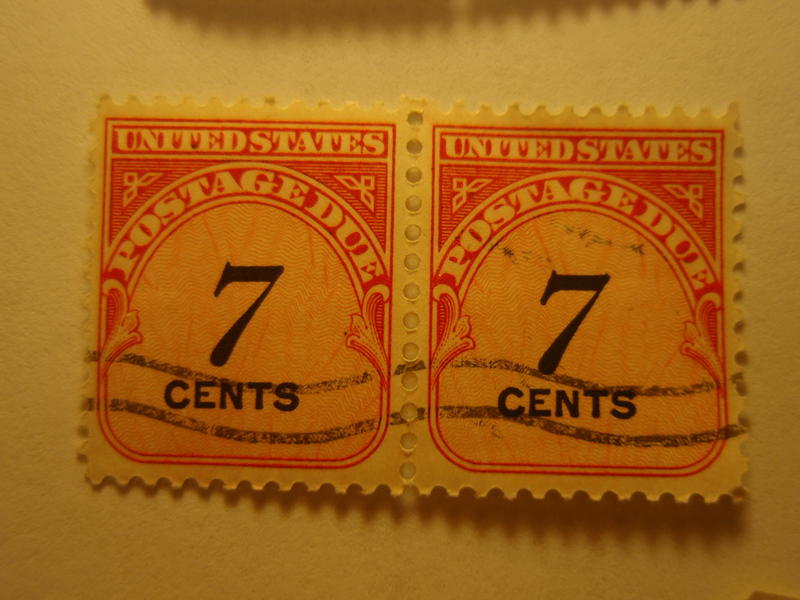 UNITED STATES
POSTAGE DUE
7
CENTS
UNITED STATES
POSTAGE DUE
7
CENTS